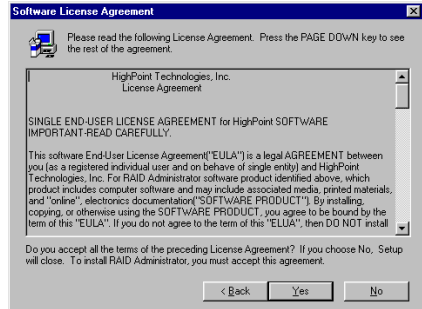 Software License Agreement
Please read the following License Agreement. Press the PAGE DOWN key to see
the rest of the agreement.
HighPoint Technologies, Inc.
License Agreement
SINGLE END-USER LICENSE AGREEMENT for HighPoint SOFTWARE
IMPORTANT-READ CAREFULLY.
This software End-User License Agreement("EULA") is a legal AGREEMENT between
you (as a registered individual user and on behave of single entity) and HighPoint
Technologies, Inc. For RAID Administrator software product identified above, which
product includes computer software and may include associated media, printed materials,
and "online", electronics documentation("SOFTWARE PRODUCT"). By installing,
copying, or otherwise using the SOFTWARE PRODUCT, you agree to be bound by the
term of this "EULA". If you do not agree to the term of this "ELUA", then DO NOT install
Do you accept all the terms of the preceding License Agreement? If you choose No, Setup
will close. To install RAID Administrator, you must accept this agreement.
< Back
Yes
No